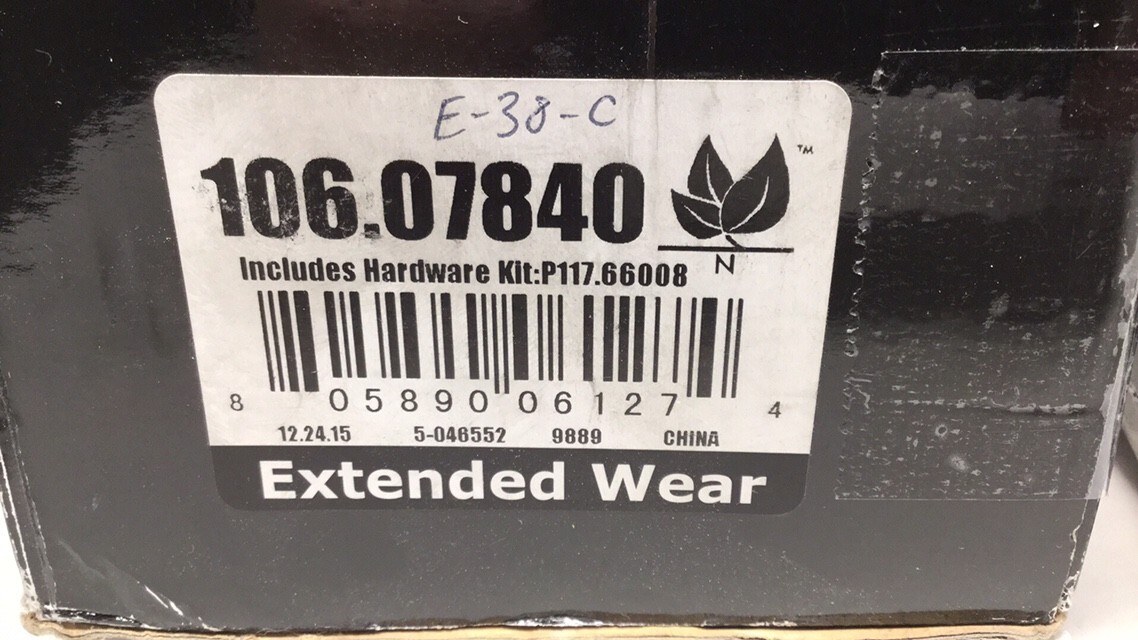 E-38-C
106.07840
TM
N
Includes Hardware Kit:P117.66008
8 05890 06127 4
12.24.15 5-046552 9889 CHINA
Extended Wear